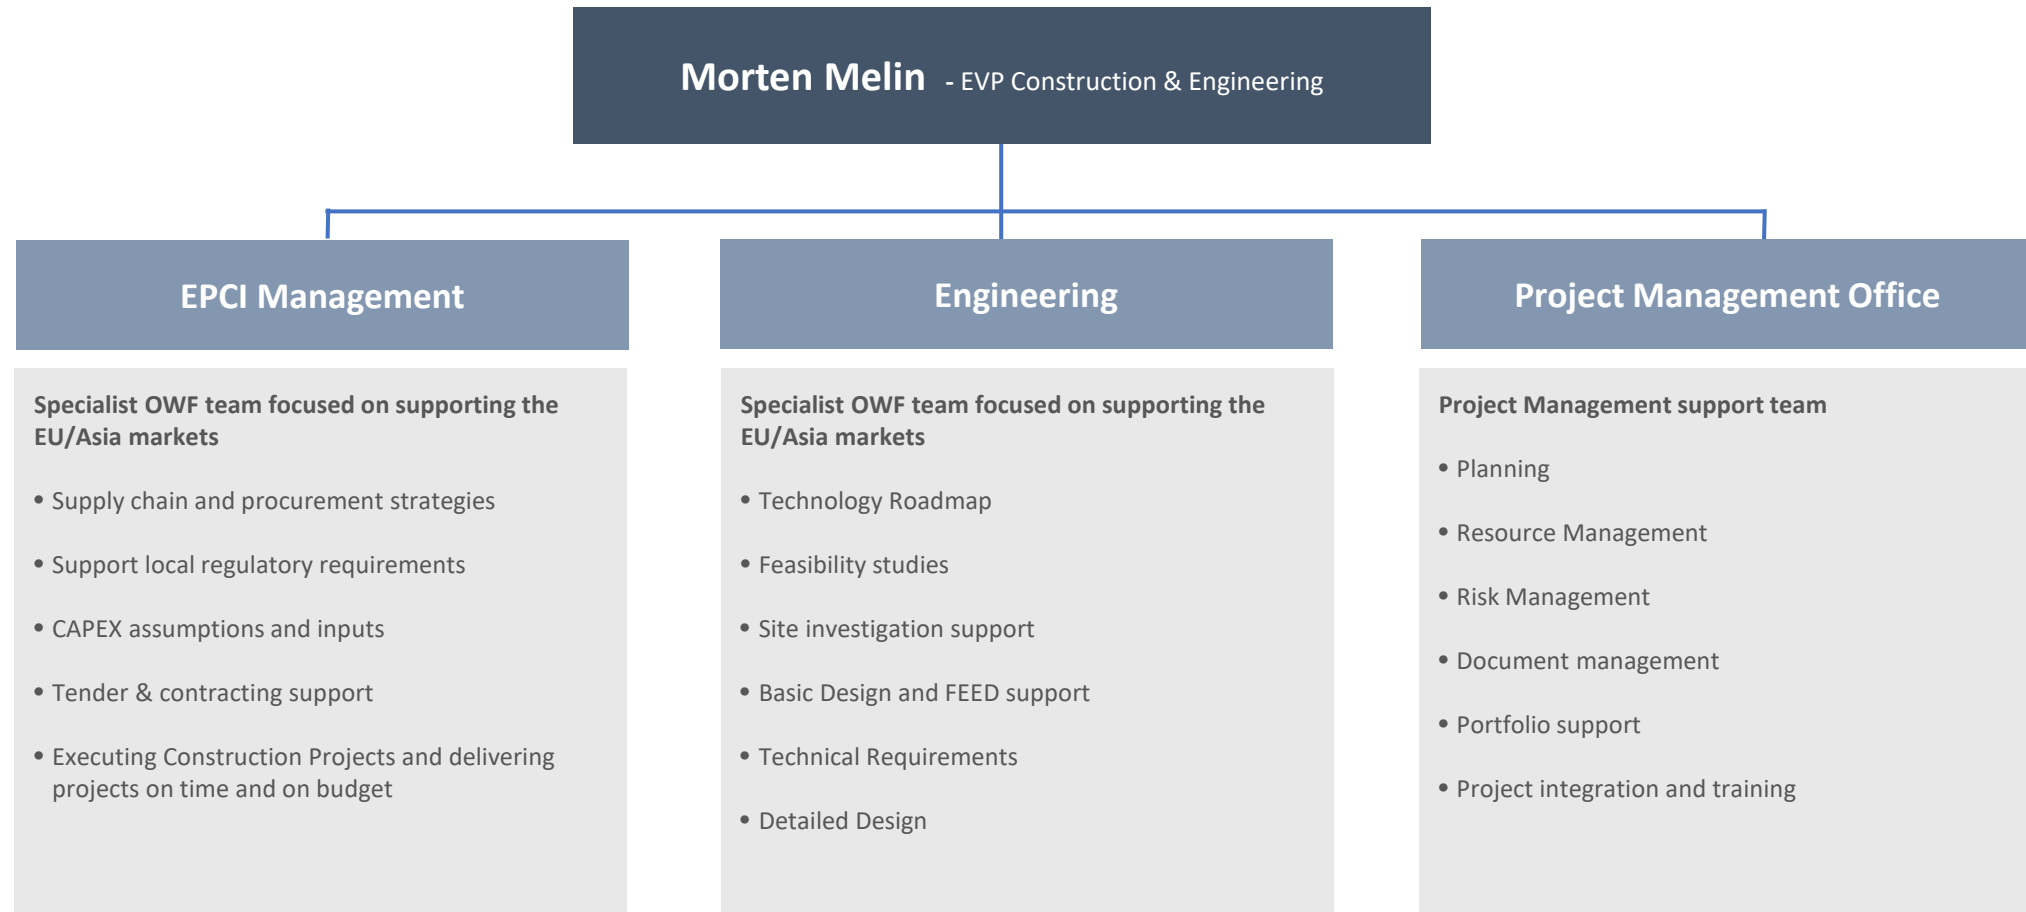 Morten Melin - EVP Construction & Engineering
EPCI Management
Specialist OWF team focused on supporting the
EU/Asia markets
• Supply chain and procurement strategies
• Support local regulatory requirements
• CAPEX assumptions and inputs
• Tender & contracting support
• Executing Construction Projects and delivering
projects on time and on budget
Engineering
Specialist OWF team focused on supporting the
EU/Asia markets
• Technology Roadmap
• Feasibility studies
• Site investigation support
• Basic Design and FEED support
• Technical Requirements
• Detailed Design
Project Management Office
Project Management support team
• Planning
• Resource Management
• Risk Management
• Document management
• Portfolio support
• Project integration and training